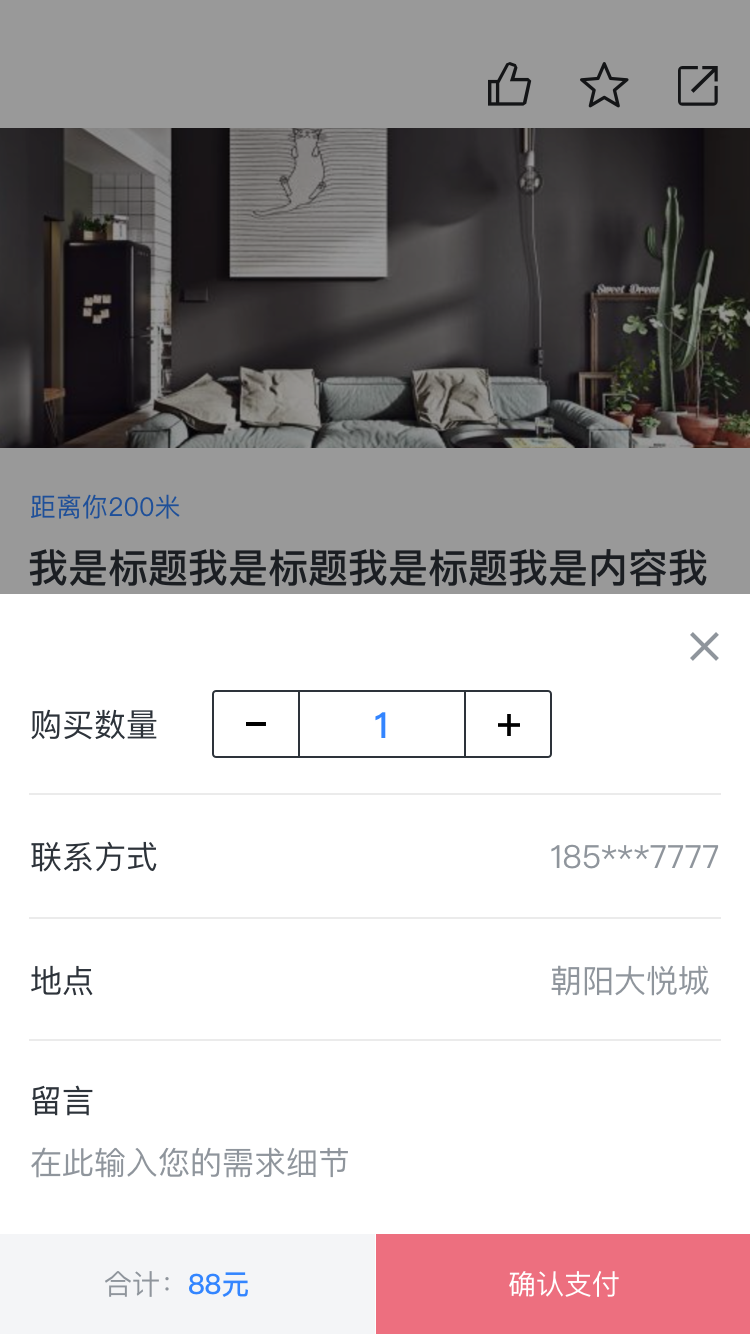 Sweet Dreams
距离你200米
我是标题我是标题我是标题我是内容我
购买数量
1
联系方式
185***7777
地点
朝阳大悦城
留言
在此输入您的需求细节
合计：88元
确认支付